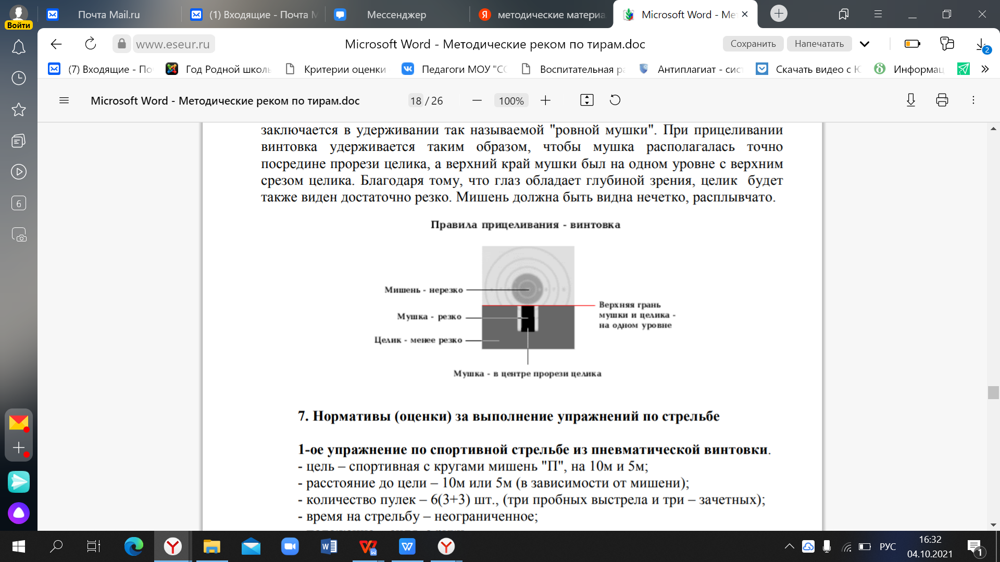 Почта Mail.ru
(1) Входящие - Почта M
Мессенджер
Я методические материа
Microsoft Word - Ме
Войти
www.eseur.ru
Microsoft Word - Методические реком по тирам.doc
Сохранить
Напечатать
2
(7) Входящие - По
Год Родной школь
Критерии оценки
Педагоги МОУ "СО
Воспитательная ра
Антиплагиат - сис
Скачать видео с Ю
Информац
Microsoft Word - Методические реком по тирам.doc
18 / 26
100%
6
заключается в удерживании так называемой "ровной мушки". При прицеливании
винтовка удерживается таким образом, чтобы мушка располагалась точно
посредине прорези целика, а верхний край мушки был на одном уровне с верхним
срезом целика. Благодаря тому, что глаз обладает глубиной зрения, целик будет
также виден достаточно резко. Мишень должна быть видна нечетко, расплывчато.
Правила прицеливания - винтовка
Мишень - нерезко
Мушка - резко
Целик - менее резко
Верхняя грань
мушки и целика -
на одном уровне
Мушка - в центре прорези целика
7. Нормативы (оценки) за выполнение упражнений по стрельбе
1-ое упражнение по спортивной стрельбе из пневматической винтовки.
- цель – спортивная с кругами мишень "П", на 10м и 5м;
- расстояние до цели – 10м или 5м (в зависимости от мишени);
- количество пулек – 6(3+3) шт., (три пробных выстрела и три – зачетных);
- время на стрельбу – неограниченное;
РУС
16:32
04.10.2021
1